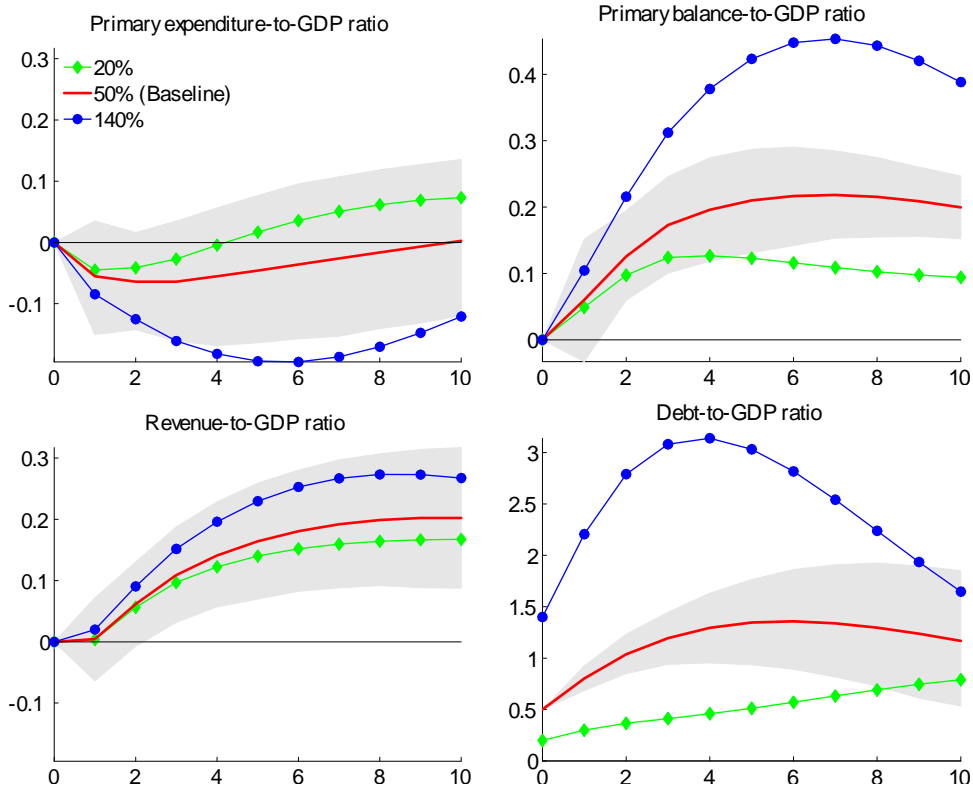 Primary expenditure-to-GDP ratio
0.3
0.2
0.1
0
-0.1
20%
50% (Baseline)
140%
0 2 4 6 8 10
Primary balance-to-GDP ratio
0.4
0.3
0.2
0.1
0
0 2 4 6 8 10
Revenue-to-GDP ratio
0.3
0.2
0.1
0
-0.1
0 2 4 6 8 10
Debt-to-GDP ratio
3
2.5
2
1.5
1
0.5
0
0 2 4 6 8 10